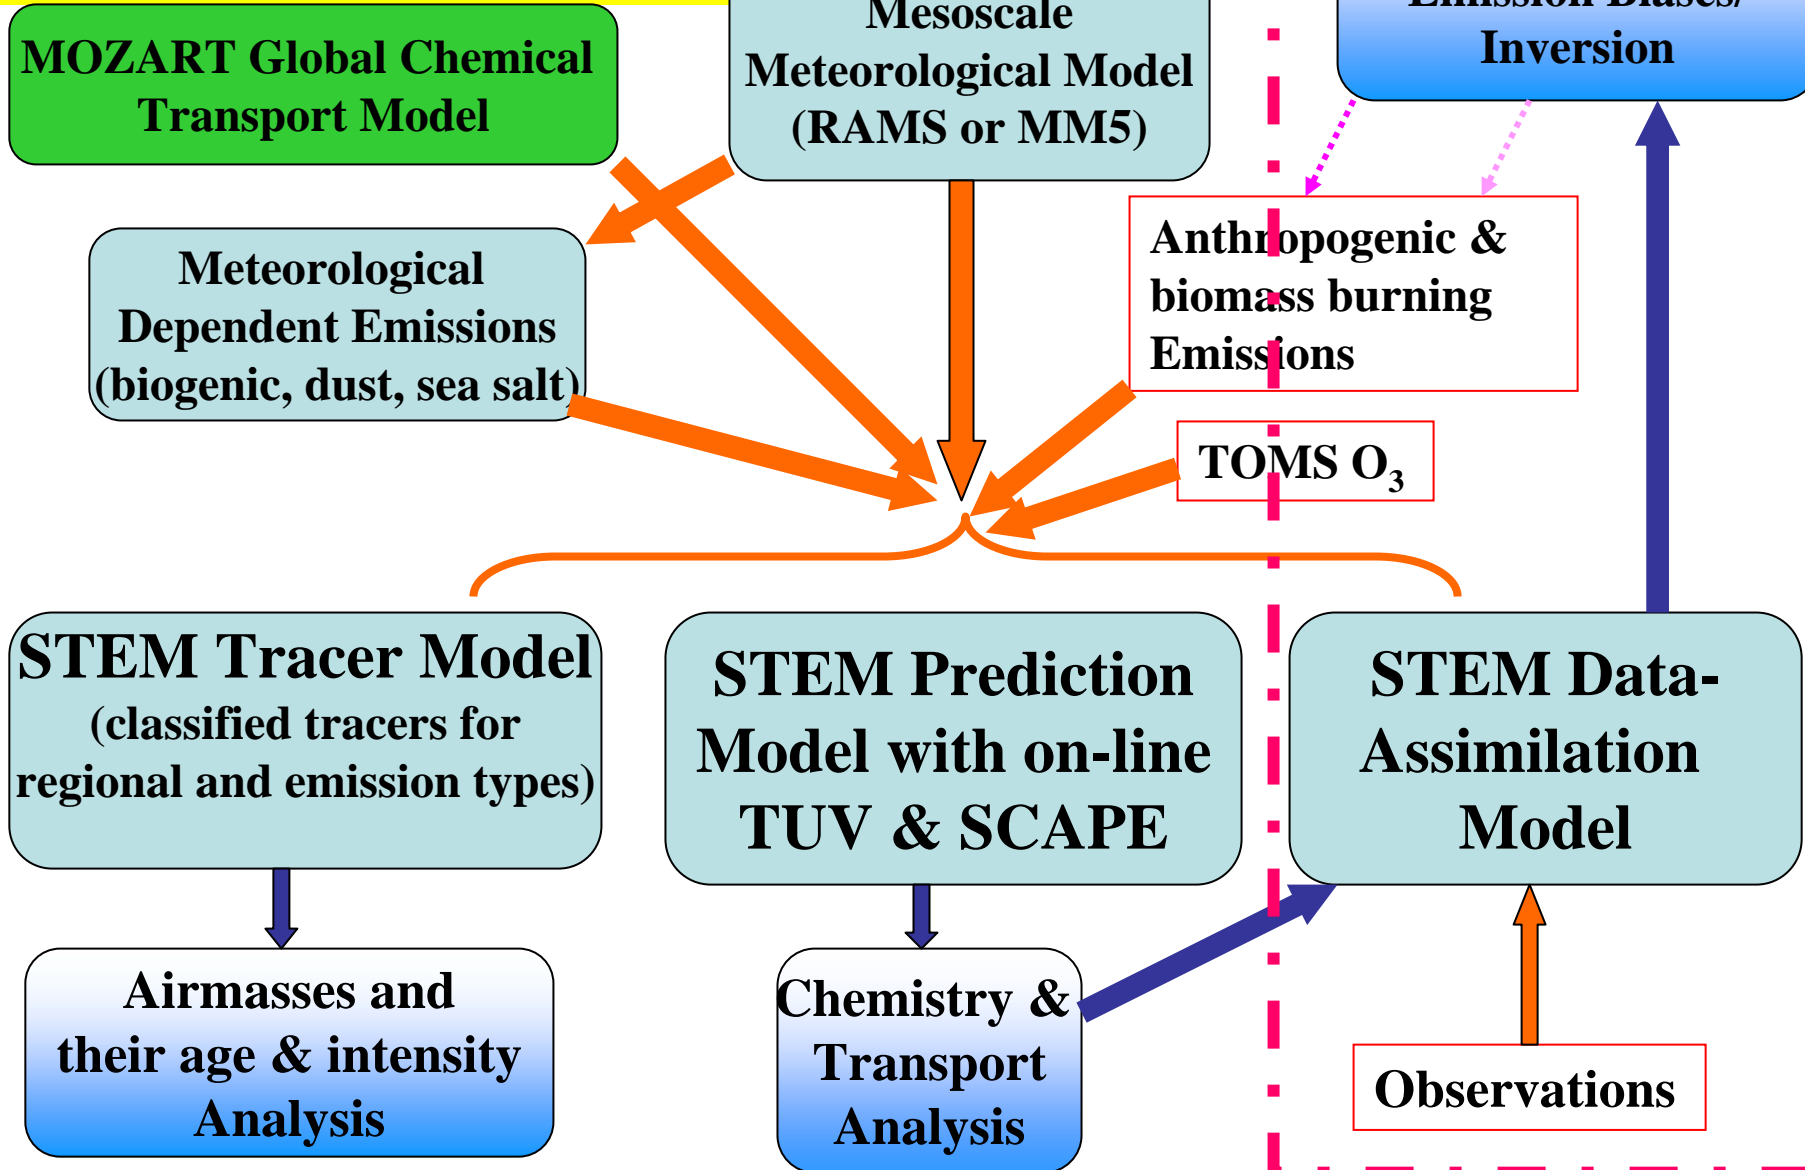 Mesoscale
Meteorological Model
(RAMS or MM5)
Emission Biases/
Inversion
MOZART Global Chemical
Transport Model
Meteorological
Dependent Emissions
(biogenic, dust, sea salt)
Anthropogenic &
biomass burning
Emissions
TOMS O₃
STEM Tracer Model
(classified tracers for
regional and emission types)
STEM Prediction
Model with on-line
TUV & SCAPE
STEM Data-
Assimilation
Model
Airmasses and
their age & intensity
Analysis
Chemistry &
Transport
Analysis
Observations